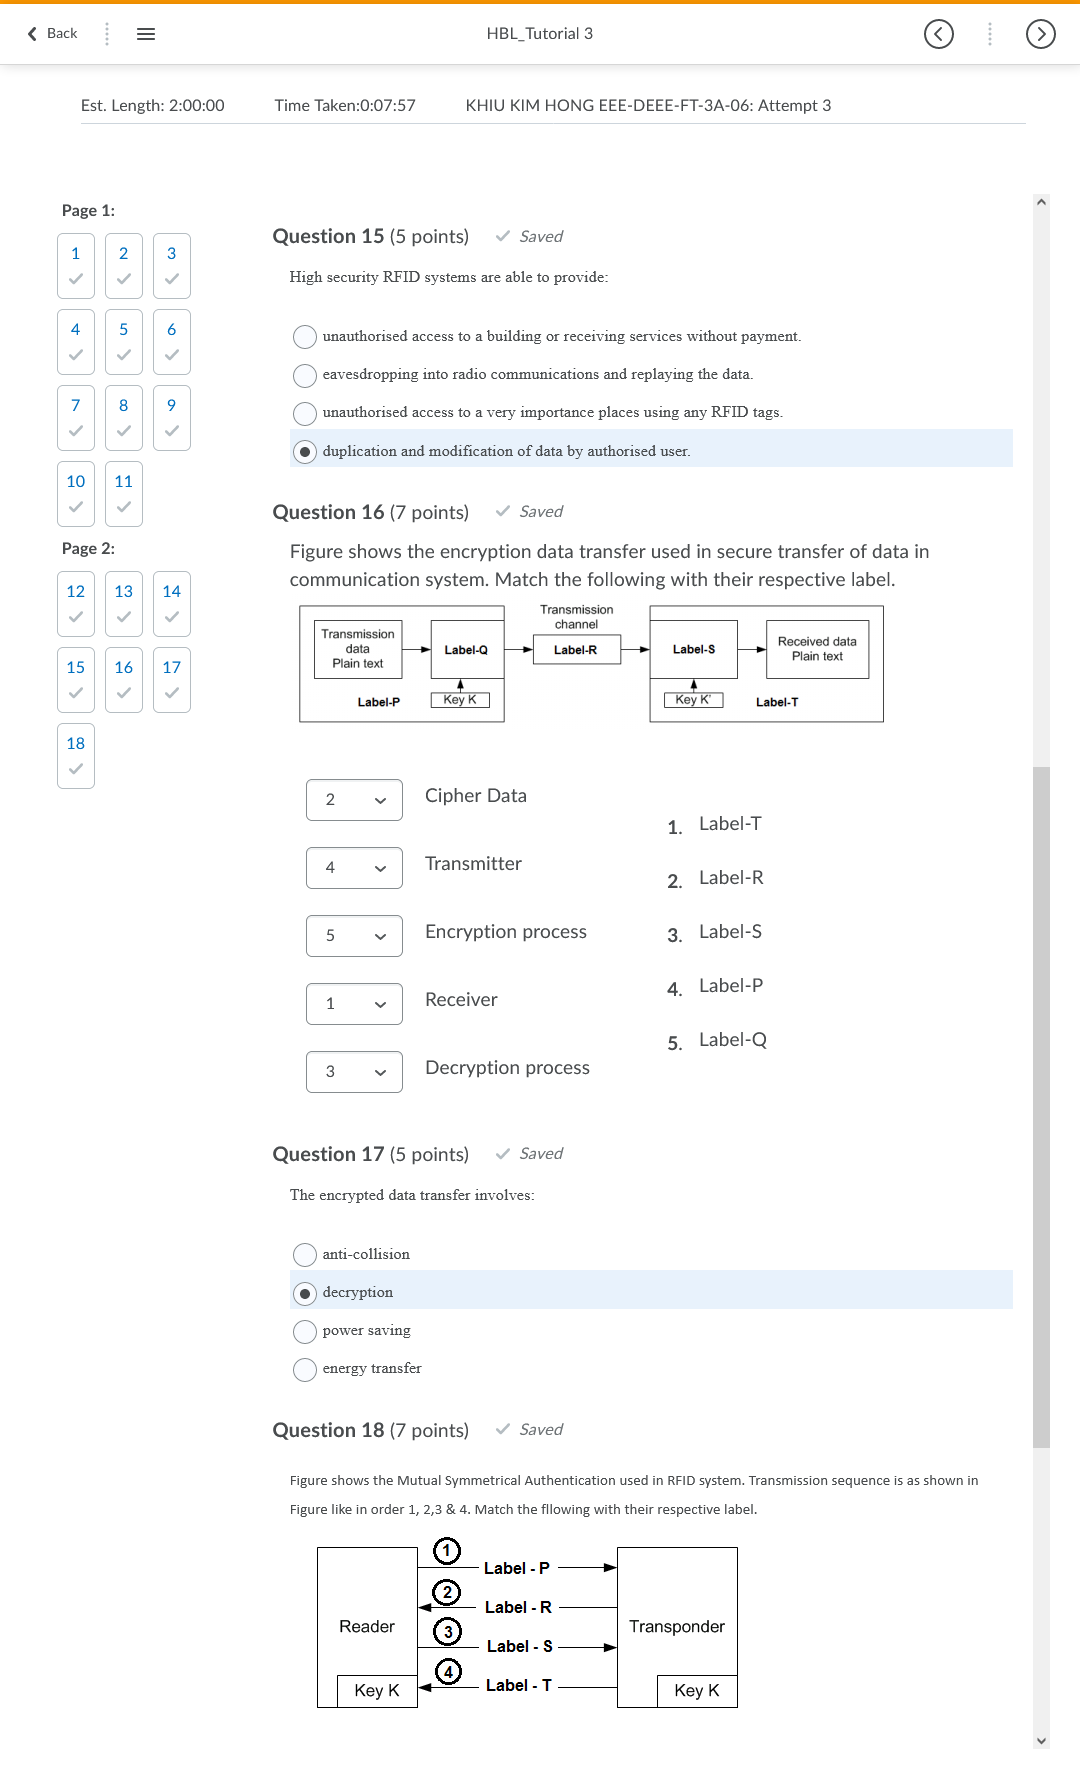 Back
HBL_Tutorial 3
Est. Length: 2:00:00 Time Taken:0:07:57 KHIU KIM HONG EEE-DEEE-FT-3A-06: Attempt 3
Page 1:
1 2 3
4 5 6
7 8 9
10 11
Page 2:
12 13 14
15 16 17
18
Question 15 (5 points) Saved
High security RFID systems are able to provide:
unauthorised access to a building or receiving services without payment.
eavesdropping into radio communications and replaying the data.
unauthorised access to a very importance places using any RFID tags.
duplication and modification of data by authorised user.
Question 16 (7 points) Saved
Figure shows the encryption data transfer used in secure transfer of data in
communication system. Match the following with their respective label.
Transmission
data
Plain text
Label-P
Label-Q
Key K
Transmission
channel
Label-R
Label-S
Key K'
Received data
Plain text
Label-T
2 Cipher Data
4 Transmitter
5 Encryption process
1 Receiver
3 Decryption process
1. Label-T
2. Label-R
3. Label-S
4. Label-P
5. Label-Q
Question 17 (5 points) Saved
The encrypted data transfer involves:
anti-collision
decryption
power saving
energy transfer
Question 18 (7 points) Saved
Figure shows the Mutual Symmetrical Authentication used in RFID system. Transmission sequence is as shown in
Figure like in order 1, 2,3 & 4. Match the fllowing with their respective label.
1
Label - P
2
Label - R
Reader
3
Transponder
Label - S
4
Label - T
Key K
Key K